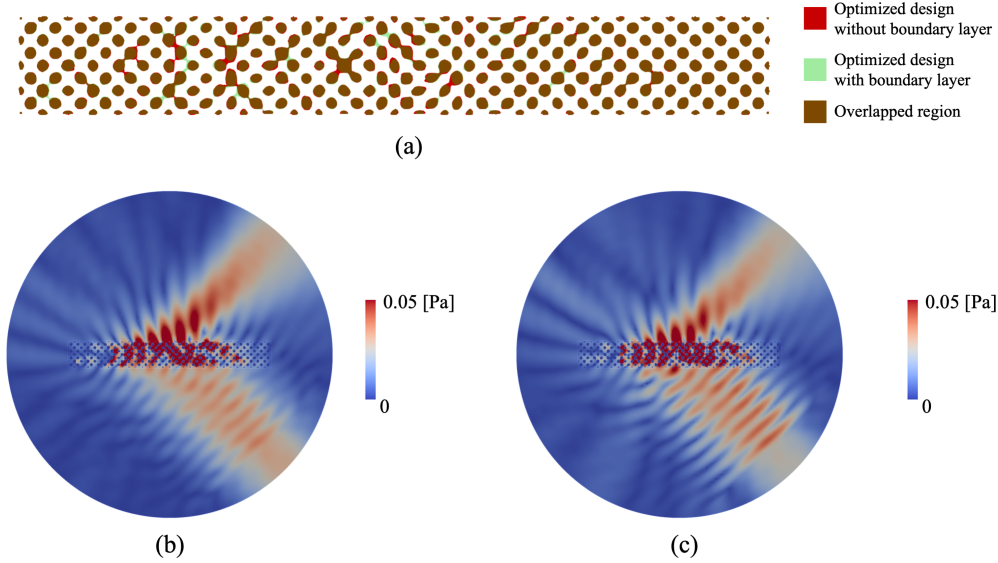 Optimized design
without boundary layer
Optimized design
with boundary layer
Overlapped region
(a)
0.05 [Pa]
0
0.05 [Pa]
0
(b)
(c)